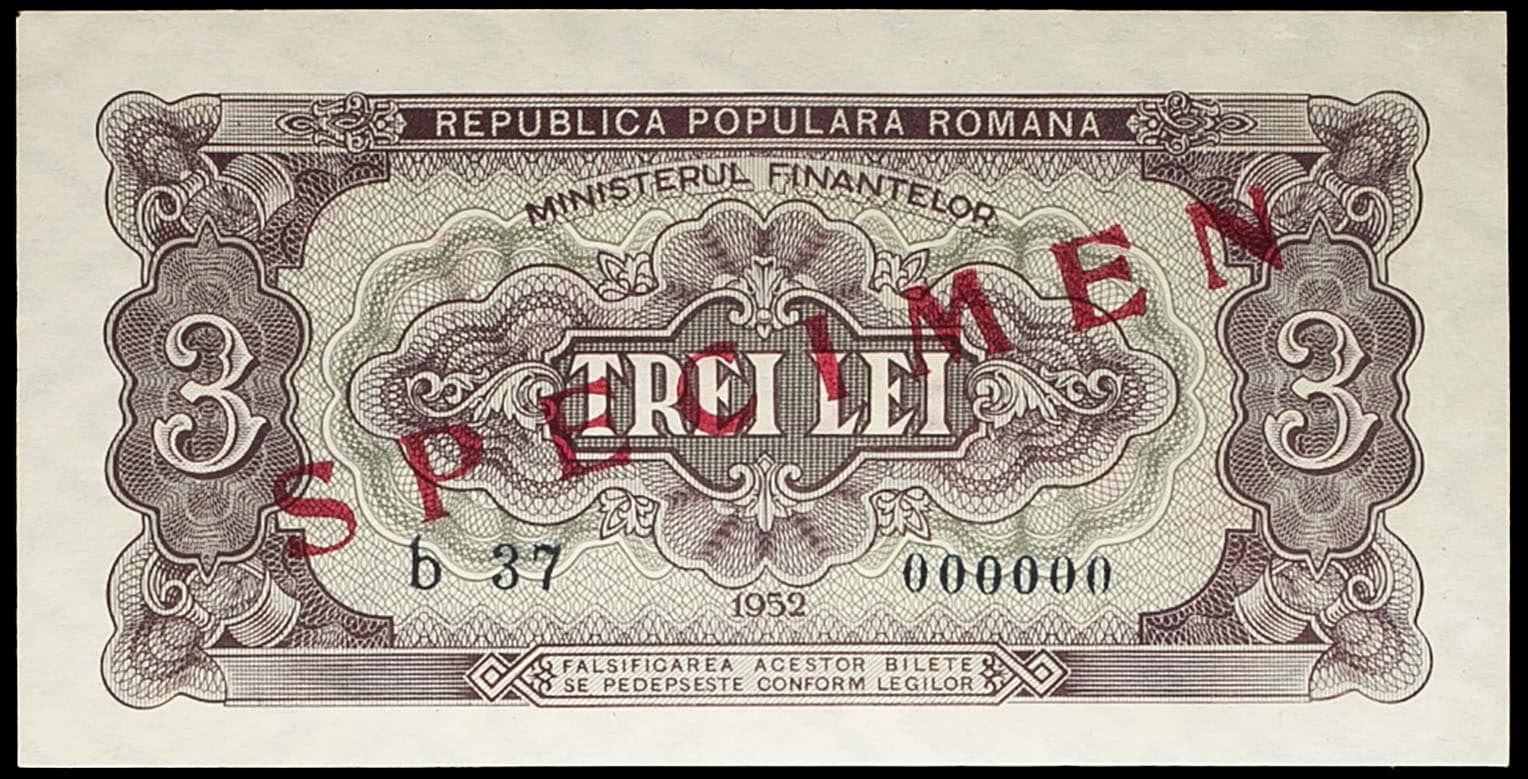 REPUBLICA POPULARA ROMANA
MINISTERUL FINANTELOR
SPECIMEN
3
TREI LEI
3
b 37
000000
1952
FALSIFICAREA ACESTOR BILETE
SE PEDEPSESTE CONFORM LEGILOR